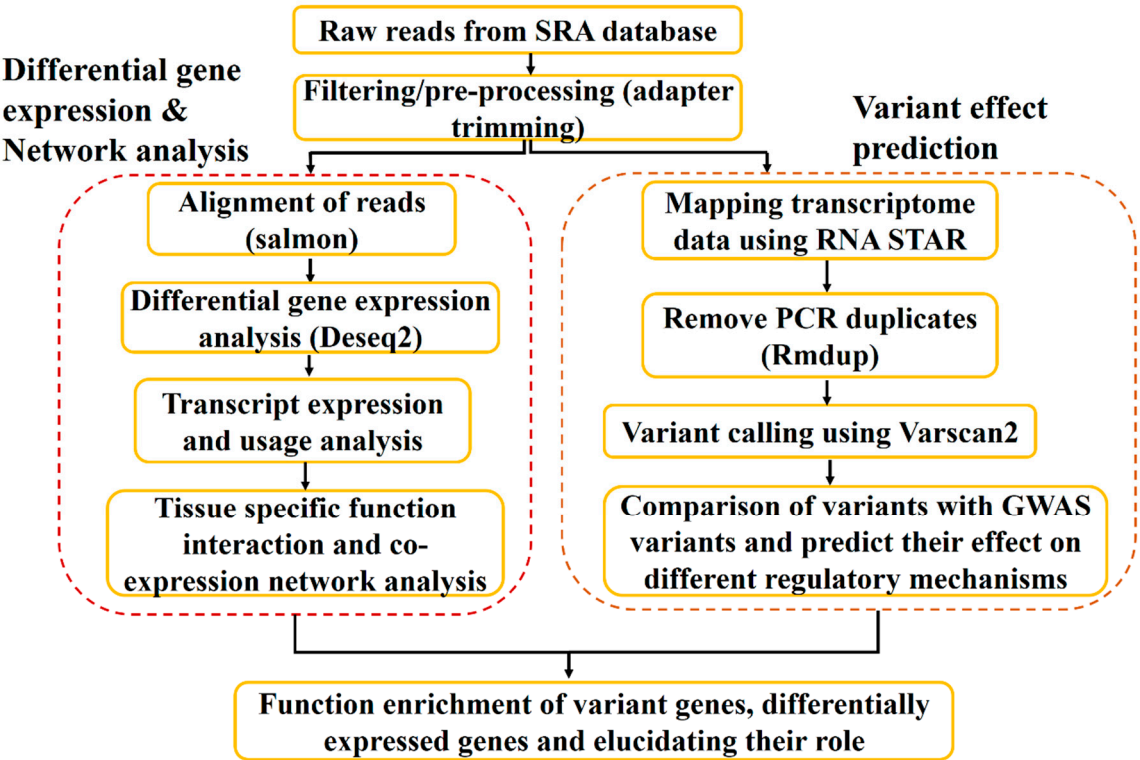 Raw reads from SRA database
Differential gene
expression &
Network analysis
Filtering/pre-processing (adapter
trimming)
Variant effect
prediction
Alignment of reads
(salmon)
Differential gene expression
analysis (Deseq2)
Transcript expression
and usage analysis
Tissue specific function
interaction and co-
expression network analysis
Mapping transcriptome
data using RNA STAR
Remove PCR duplicates
(Rmdup)
Variant calling using Varscan2
Comparison of variants with GWAS
variants and predict their effect on
different regulatory mechanisms
Function enrichment of variant genes, differentially
expressed genes and elucidating their role